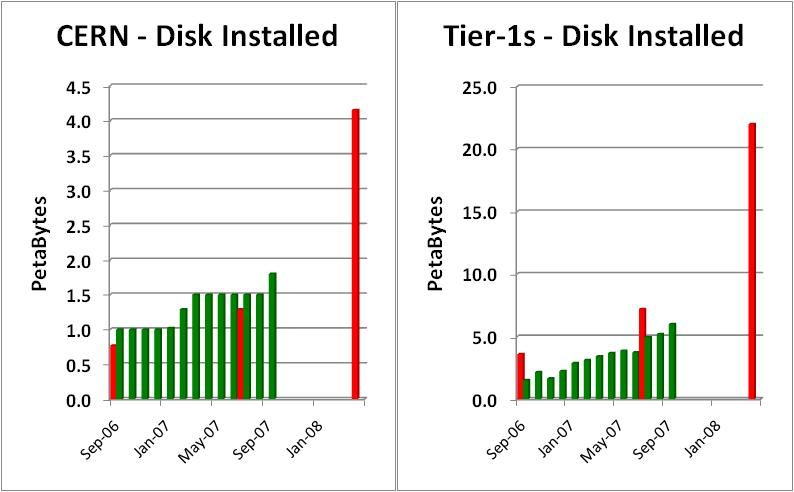 CERN - Disk Installed
PetaBytes
4.5
4.0
3.5
3.0
2.5
2.0
1.5
1.0
0.5
0.0
Sep-06
Jan-07
May-07
Sep-07
Jan-08
Tier-1s - Disk Installed
PetaBytes
25.0
20.0
15.0
10.0
5.0
0.0
Sep-06
Jan-07
May-07
Sep-07
Jan-08